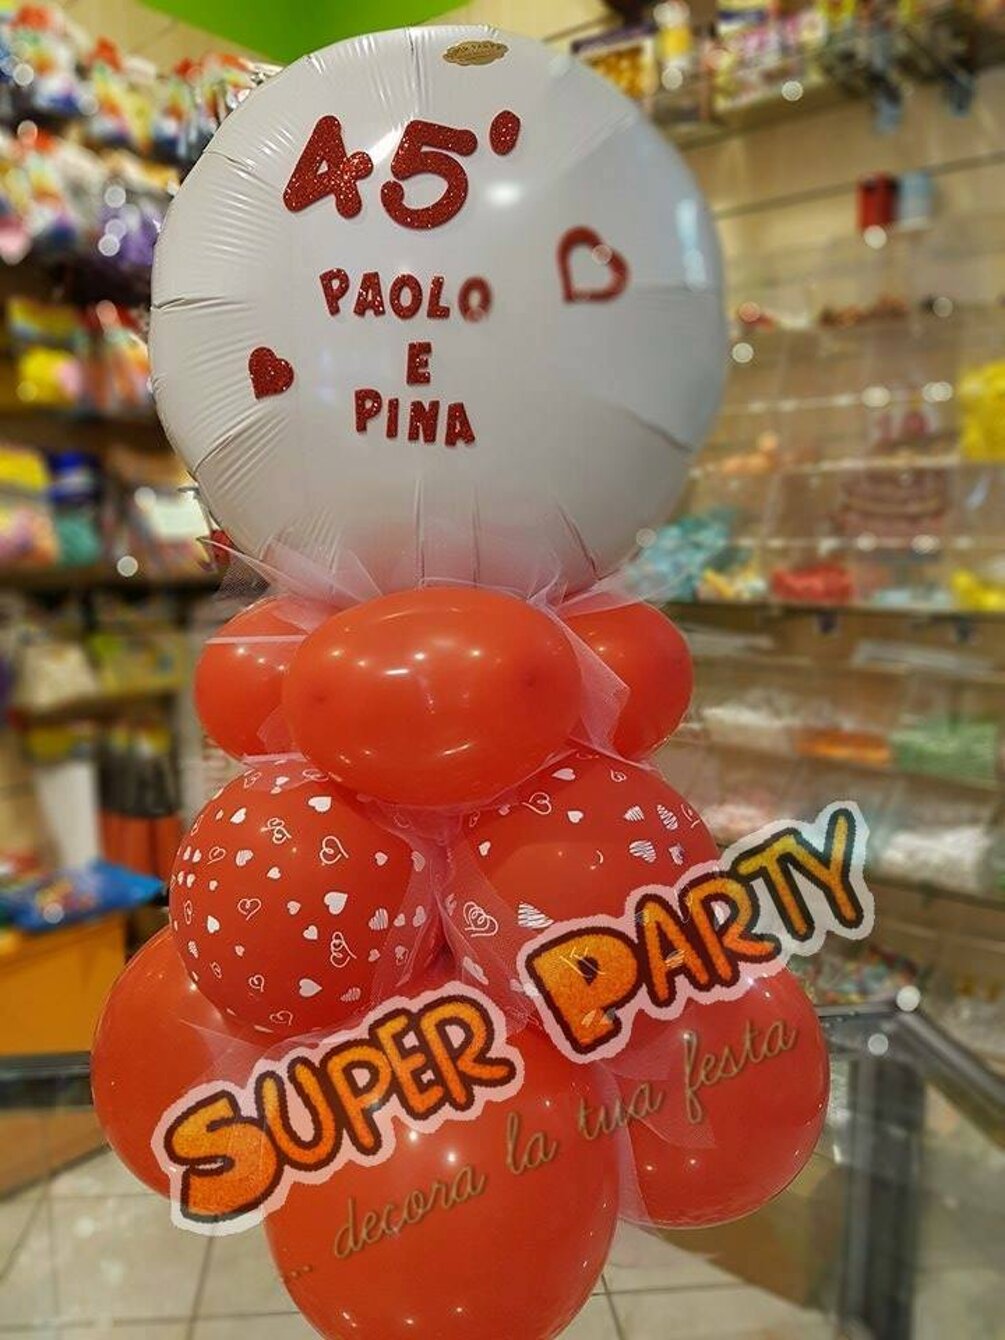 45'
PAOLO
E
PINA
SUPER PARTY
... decora la tua festa